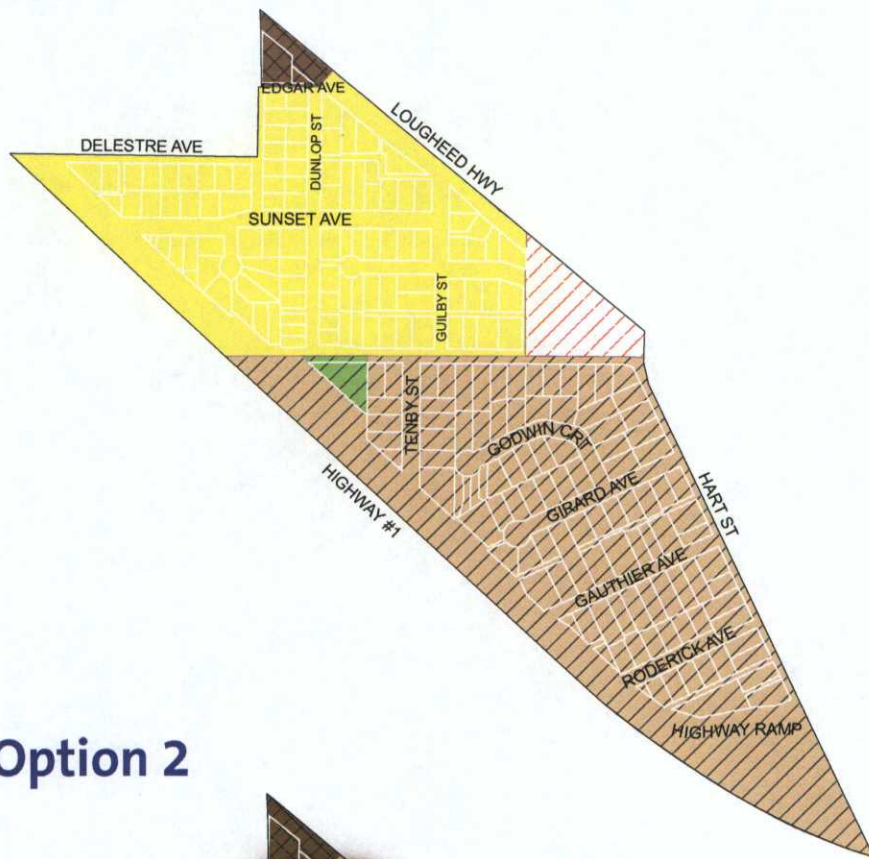 EDGAR AVE
LOUGHEED HWY
DELESTRE AVE
DUNLOP ST
SUNSET AVE
GUILBY ST
TENBY ST
GODWIN CRT
HIGHWAY #1
GIRARD AVE
HART ST
GAUTHIER AVE
RODERICK AVE
HIGHWAY RAMP
Option 2